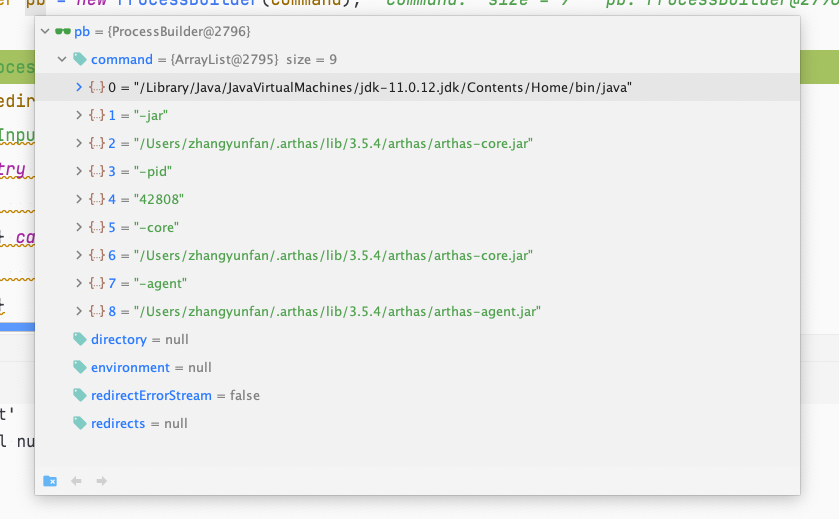 er pb = new ProcessBuilder(command); command: size = 9 pb: ProcessBuilder@2796
pb = {ProcessBuilder@2796}
command = {ArrayList@2795} size = 9
{...} 0 = "/Library/Java/JavaVirtualMachines/jdk-11.0.12.jdk/Contents/Home/bin/java"
{...} 1 = "-jar"
{...} 2 = "/Users/zhangyunfan/.arthas/lib/3.5.4/arthas/arthas-core.jar"
{...} 3 = "-pid"
{...} 4 = "42808"
{...} 5 = "-core"
{...} 6 = "/Users/zhangyunfan/.arthas/lib/3.5.4/arthas/arthas-core.jar"
{...} 7 = "-agent"
{...} 8 = "/Users/zhangyunfan/.arthas/lib/3.5.4/arthas/arthas-agent.jar"
directory = null
environment = null
redirectErrorStream = false
redirects = null
oces
edir
Inpu
try
ca
t'
l nu